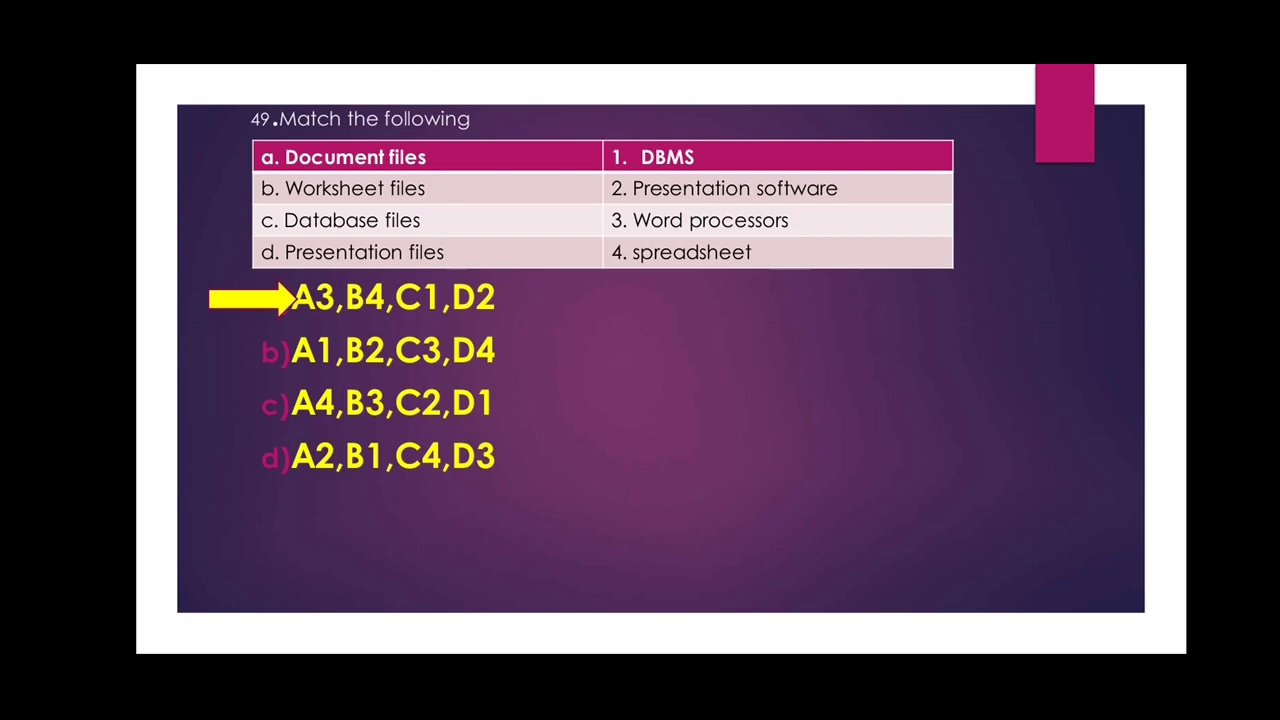 49.Match the following
a. Document files 1. DBMS
b. Worksheet files 2. Presentation software
c. Database files 3. Word processors
d. Presentation files 4. spreadsheet
A3,B4,C1,D2
b)A1,B2,C3,D4
c)A4,B3,C2,D1
d)A2,B1,C4,D3